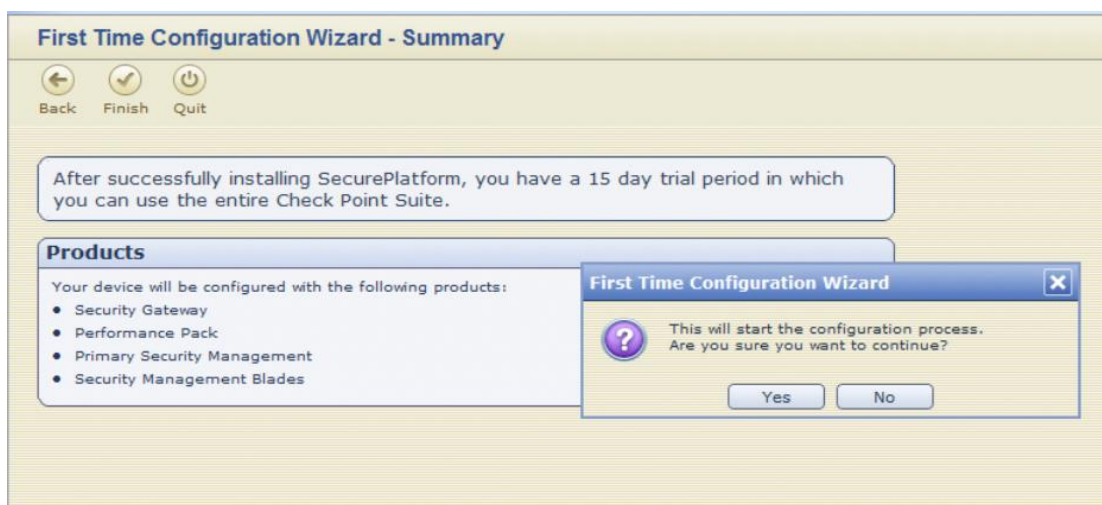 First Time Configuration Wizard - Summary
Back Finish Quit
After successfully installing SecurePlatform, you have a 15 day trial period in which
you can use the entire Check Point Suite.
Products
Your device will be configured with the following products:
• Security Gateway
• Performance Pack
• Primary Security Management
• Security Management Blades
First Time Configuration Wizard
This will start the configuration process.
Are you sure you want to continue?
Yes No